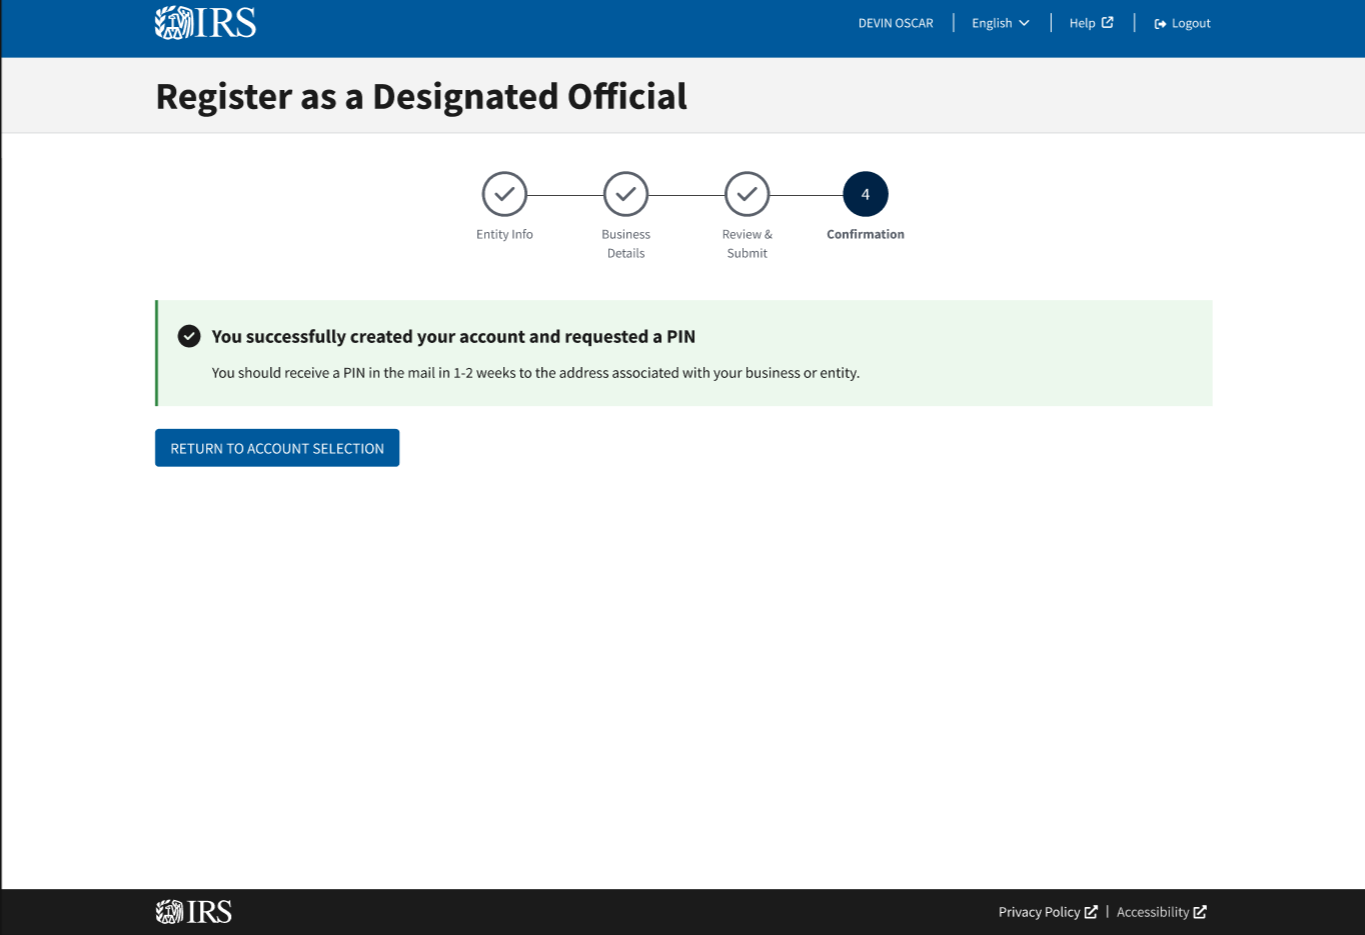 IRS
DEVIN OSCAR
English
Help
Logout
Register as a Designated Official
4
Entity Info
Business
Details
Review &
Submit
Confirmation
You successfully created your account and requested a PIN
You should receive a PIN in the mail in 1-2 weeks to the address associated with your business or entity.
RETURN TO ACCOUNT SELECTION
IRS
Privacy Policy
Accessibility